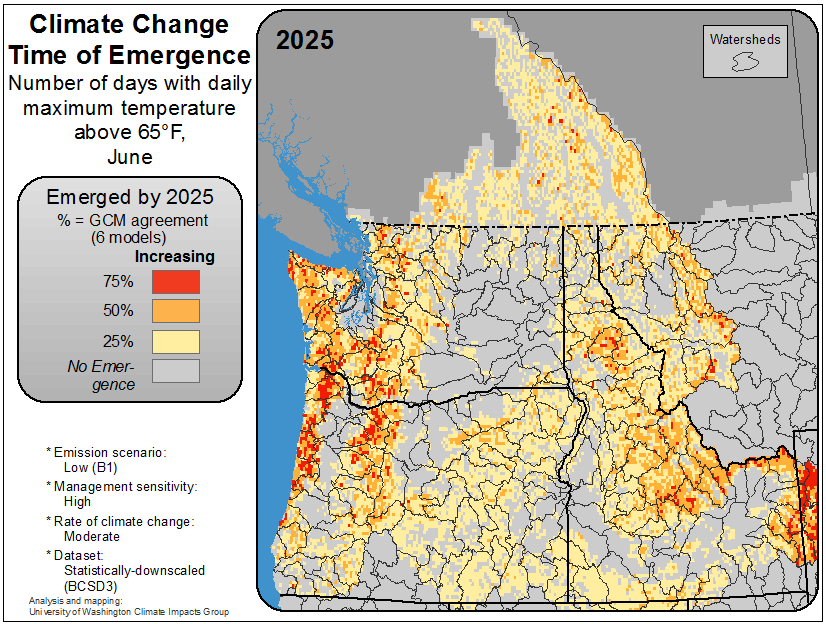 Climate Change
Time of Emergence
Number of days with daily
maximum temperature
above 65°F,
June
Emerged by 2025
% = GCM agreement
(6 models)
Increasing
75%
50%
25%
No Emer-
gence
* Emission scenario:
Low (B1)
* Management sensitivity:
High
* Rate of climate change:
Moderate
* Dataset:
Statistically-downscaled
(BCSD3)
Analysis and mapping:
University of Washington Climate Impacts Group
2025
Watersheds